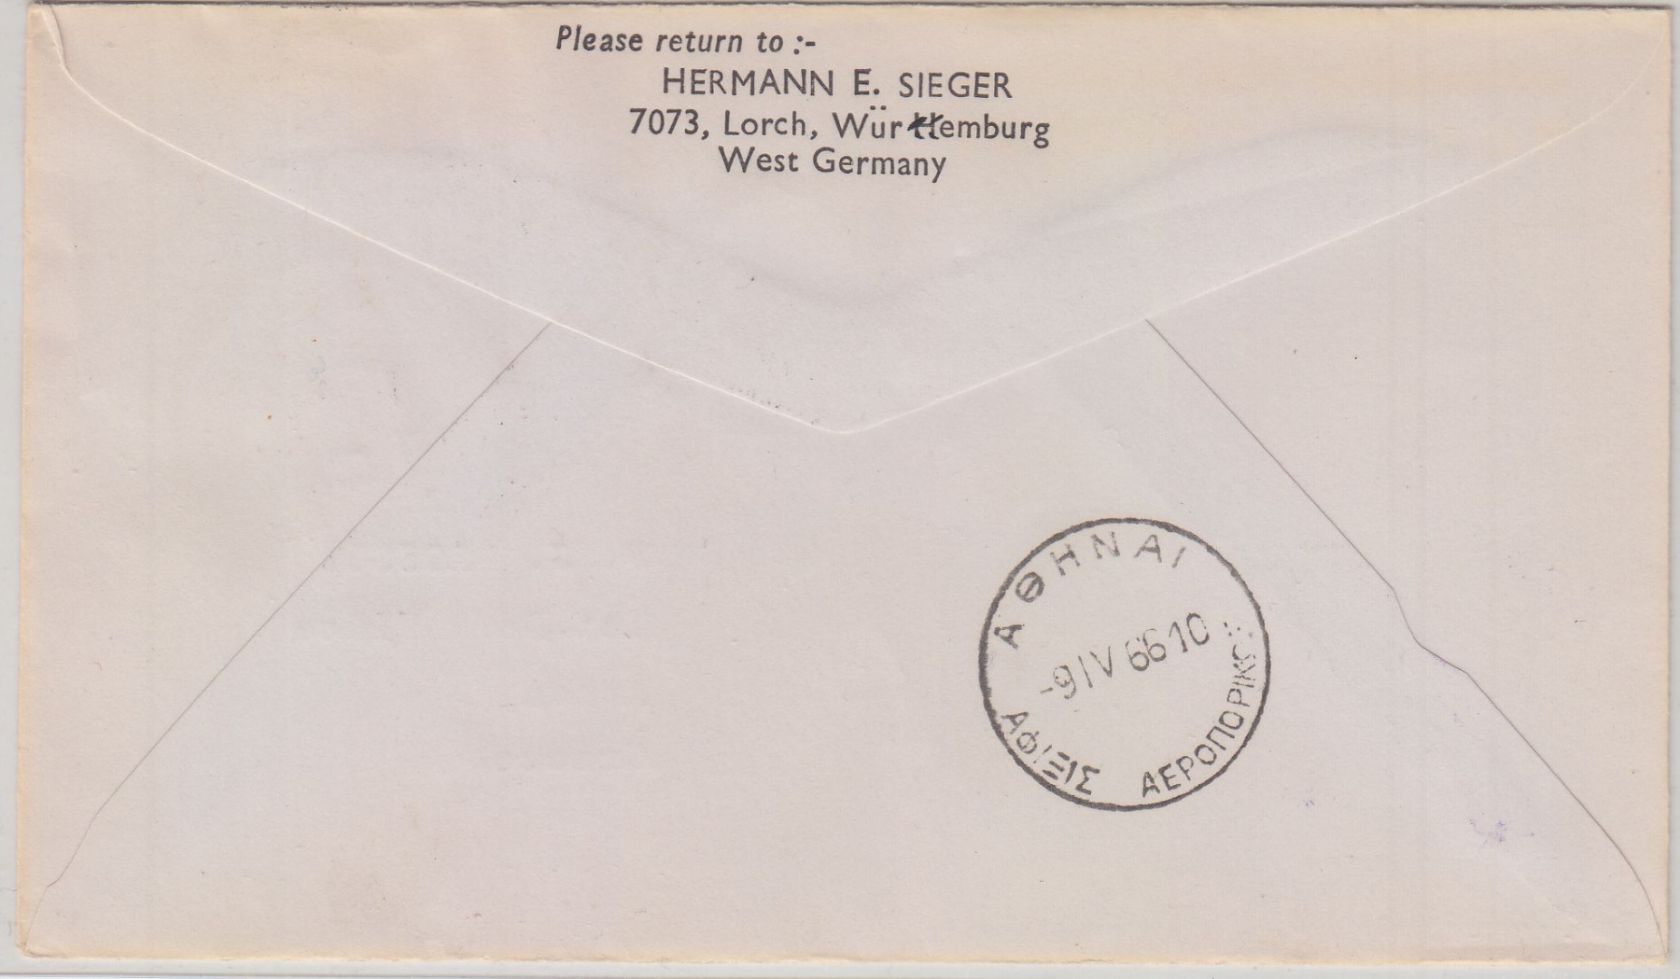 Please return to :-
HERMANN E. SIEGER
7073, Lorch, Württemburg
West Germany
ΑΘΗΝΑΙ
-9 IV 66 10
ΑΦΙΞΙΣ ΑΕΡΟΠΟΡΙΚΩΣ